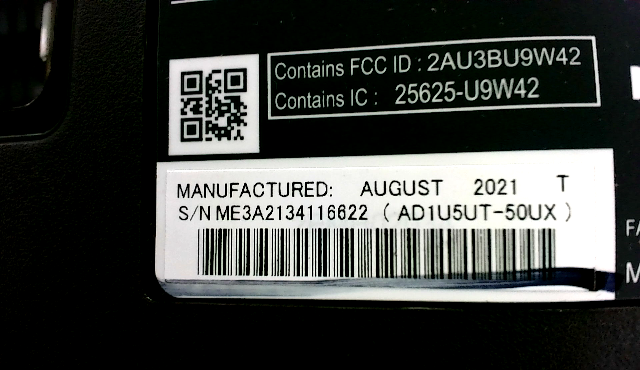 Contains FCC ID : 2AU3BU9W42
Contains IC : 25625-U9W42
MANUFACTURED: AUGUST 2021 T
S/N ME3A2134116622 ( AD1U5UT-50UX )